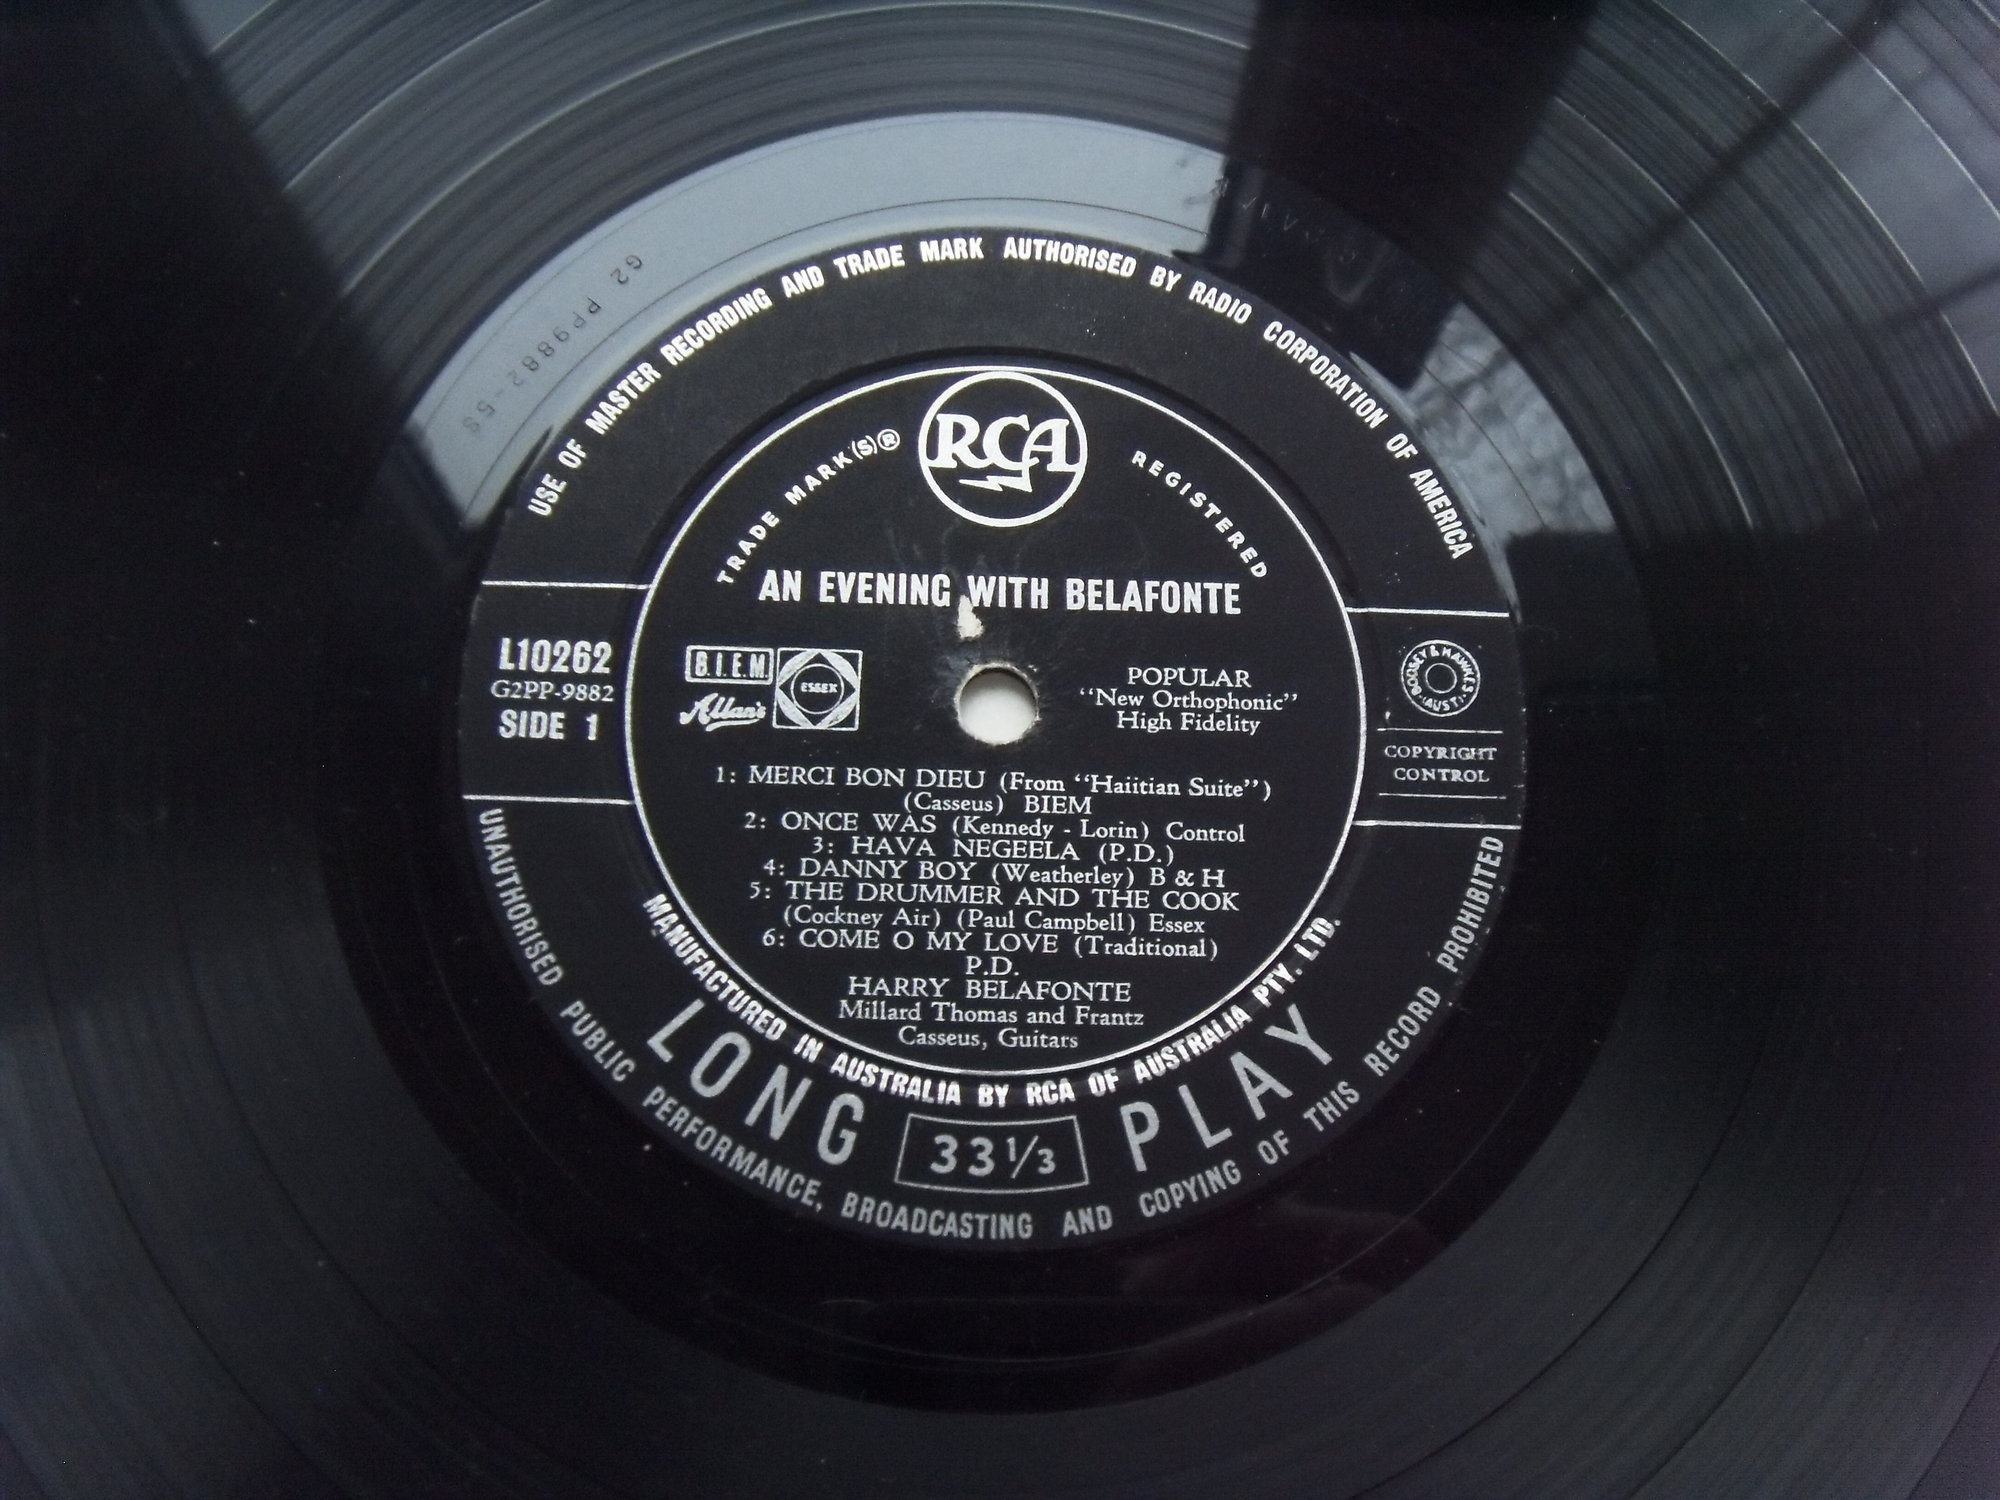 USE OF MASTER RECORDING AND TRADE MARK AUTHORISED BY RADIO CORPORATION OF AMERICA
G2 PP9882-5S
RCA
TRADE MARK(S)® REGISTERED
AN EVENING WITH BELAFONTE
L10262
G2PP-9882
SIDE 1
B.I.E.M.
Allan's
ESSEX
POPULAR
"New Orthophonic"
High Fidelity
BOOSEY & HAWKES
·AUST·
COPYRIGHT
CONTROL
1: MERCI BON DIEU (From "Haiitian Suite")
(Casseus) BIEM
2: ONCE WAS (Kennedy - Lorin) Control
3: HAVA NEGEELA (P.D.)
4: DANNY BOY (Weatherley) B & H
5: THE DRUMMER AND THE COOK
(Cockney Air) (Paul Campbell) Essex
6: COME O MY LOVE (Traditional)
P.D.
HARRY BELAFONTE
Millard Thomas and Frantz
Casseus, Guitars
MANUFACTURED IN AUSTRALIA BY RCA OF AUSTRALIA PTY. LTD.
LONG 33⅓ PLAY
UNAUTHORISED PUBLIC PERFORMANCE, BROADCASTING AND COPYING OF THIS RECORD PROHIBITED